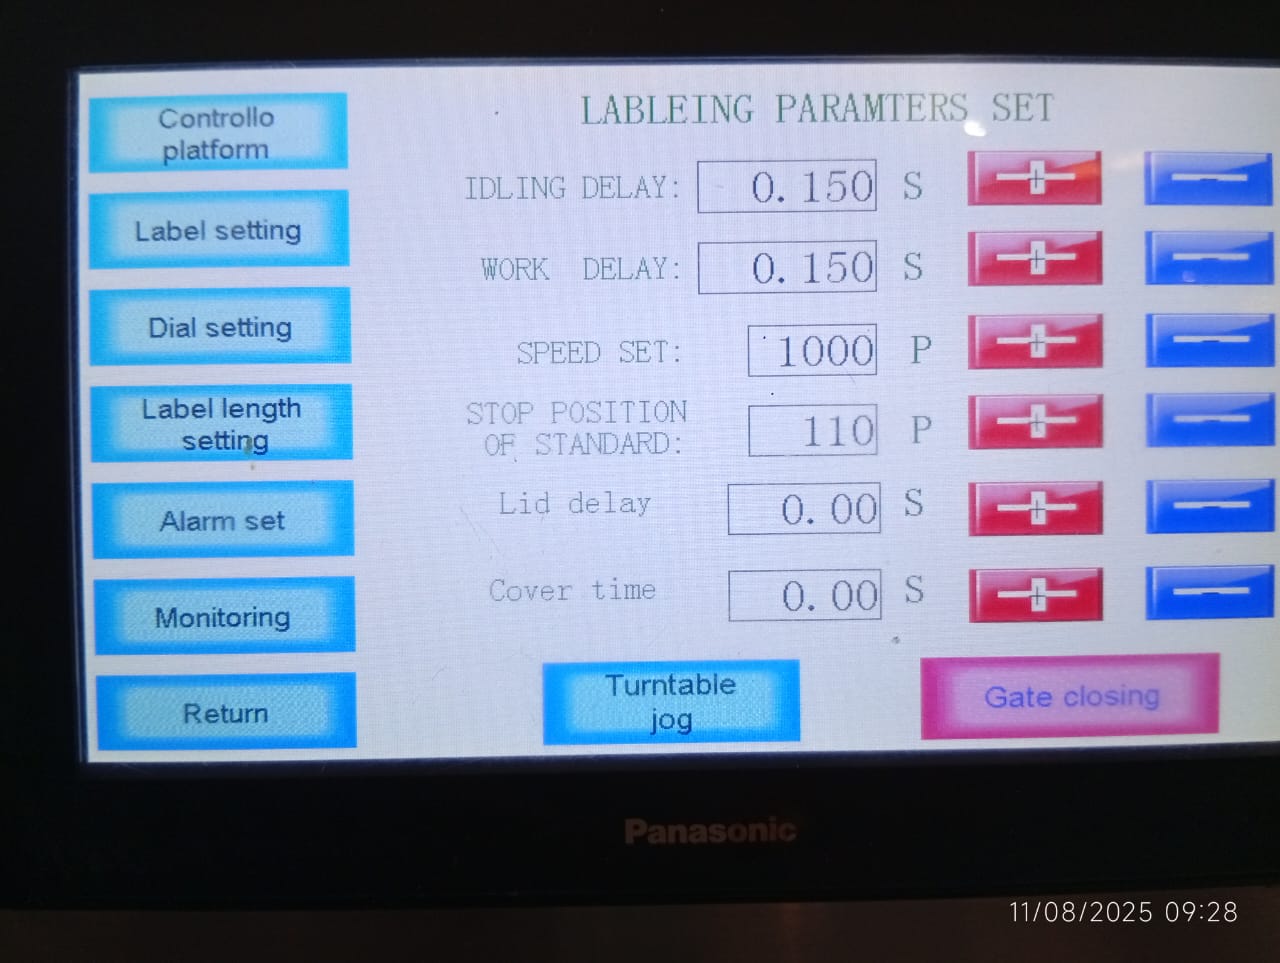 LABLEING PARAMTERS SET
Controllo
platform
Label setting
Dial setting
Label length
setting
Alarm set
Monitoring
Return
IDLING DELAY: 0.150 S
WORK DELAY: 0.150 S
SPEED SET: 1000 P
STOP POSITION
OF STANDARD: 110 P
Lid delay 0.00 S
Cover time 0.00 S
Turntable
jog
Gate closing
Panasonic
11/08/2025 09:28